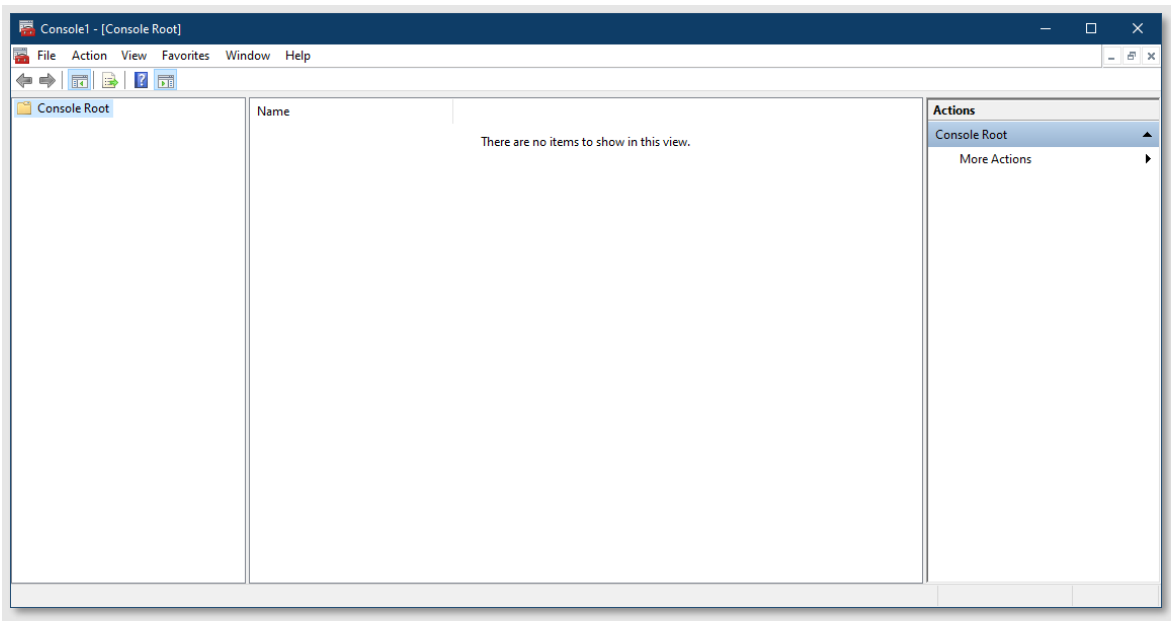 Console1 - [Console Root]
File Action View Favorites Window Help
?
Console Root
Name
There are no items to show in this view.
Actions
Console Root
More Actions